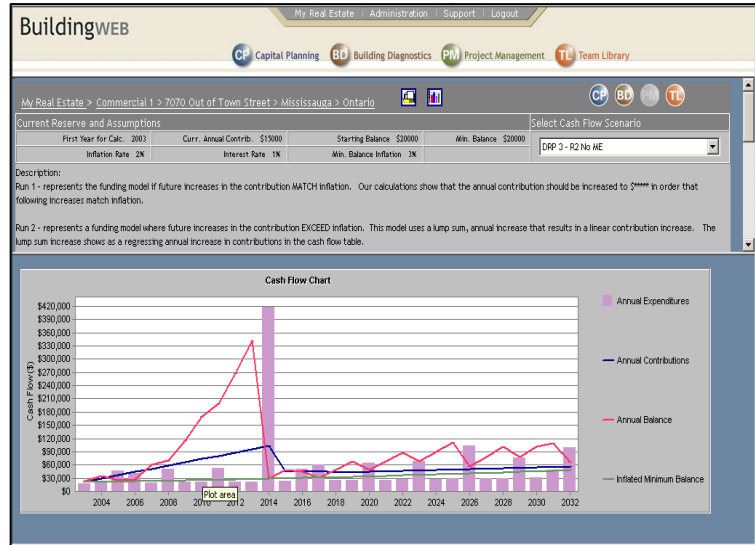 My Real Estate | Administration | Support | Logout
BuildingWEB
CP Capital Planning BD Building Diagnostics PM Project Management TL Team Library
My Real Estate > Commercial 1 > 7070 Out of Town Street > Mississauga > Ontario
CP BD PM TL
Current Reserve and Assumptions
Select Cash Flow Scenario
First Year for Calc. 2003 Curr. Annual Contrib. $15000 Starting Balance $20000 Min. Balance $20000
DRP 3 - R2 No ME
Inflation Rate 2% Interest Rate 1% Min. Balance Inflation 3%
Description:
Run 1 - represents the funding model if future increases in the contribution MATCH inflation. Our calculations show that the annual contribution should be increased to $***** in order that
following increases match inflation.
Run 2 - represents a funding model where future increases in the contribution EXCEED inflation. This model uses a lump sum, annual increase that results in a linear contribution increase. The
lump sum increase shows as a regressing annual increase in contributions in the cash flow table.
Cash Flow Chart
Cash Flow ($)
$420,000
$390,000
$360,000
$330,000
$300,000
$270,000
$240,000
$210,000
$180,000
$150,000
$120,000
$90,000
$60,000
$30,000
$0
2004 2006 2008 2010 2012 2014 2016 2018 2020 2022 2024 2026 2028 2030 2032
Plot area
Annual Expenditures
Annual Contributions
Annual Balance
Inflated Minimum Balance